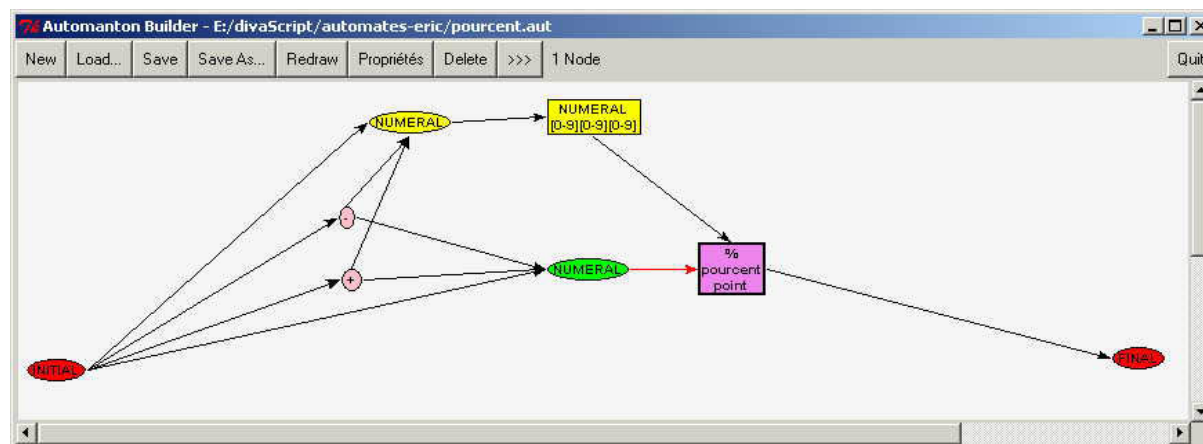 Automanton Builder - E:/divaScript/automates-eric/pourcent.aut
New Load... Save Save As... Redraw Propriétés Delete >>> 1 Node Quit
NUMERAL
NUMERAL
[0-9][0-9][0-9]
-
+
NUMERAL
%
pourcent
point
INITIAL
FINAL